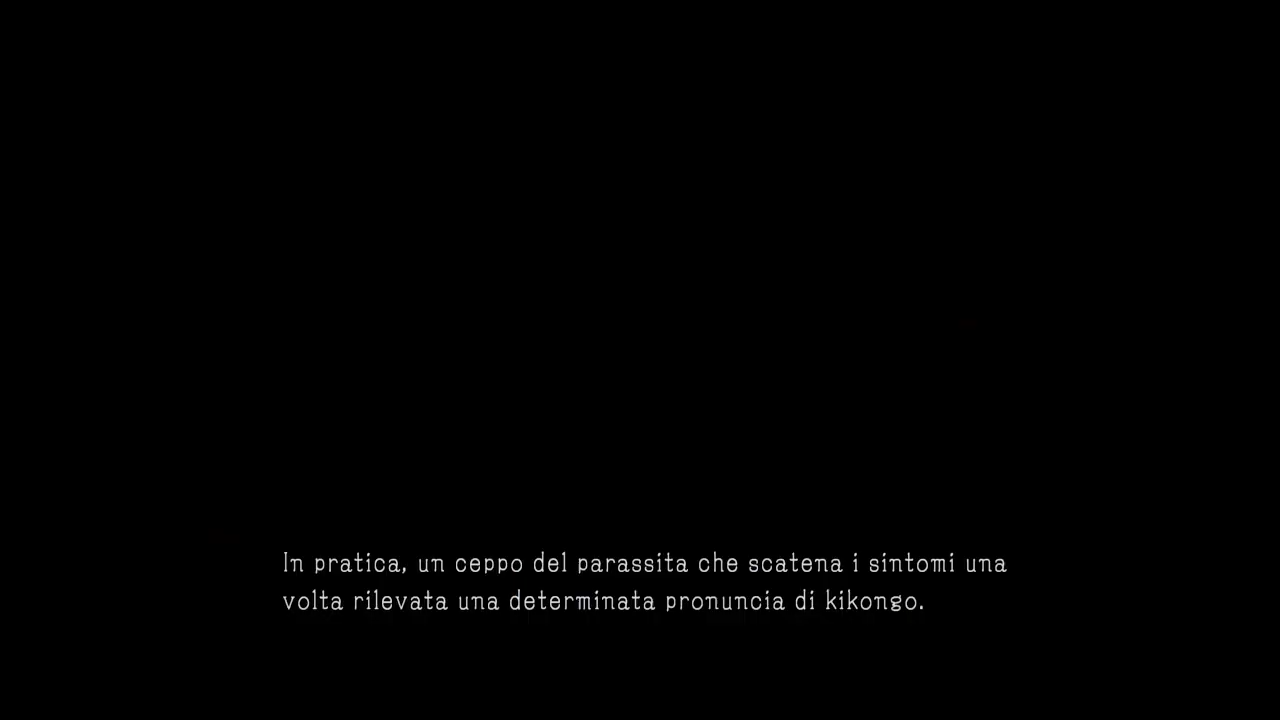 In pratica, un ceppo del parassita che scatena i sintomi una
volta rilevata una determinata pronuncia di kikongo.